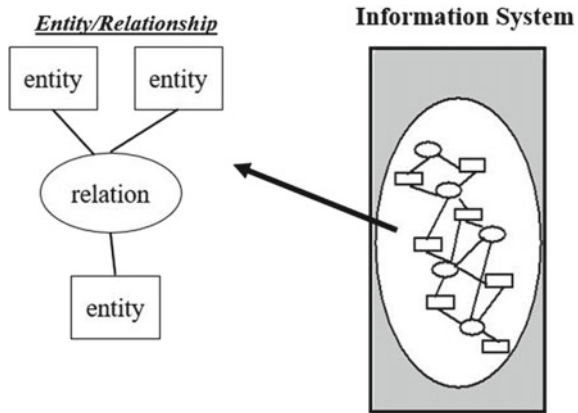 Entity/Relationship
Information System
entity
entity
relation
entity